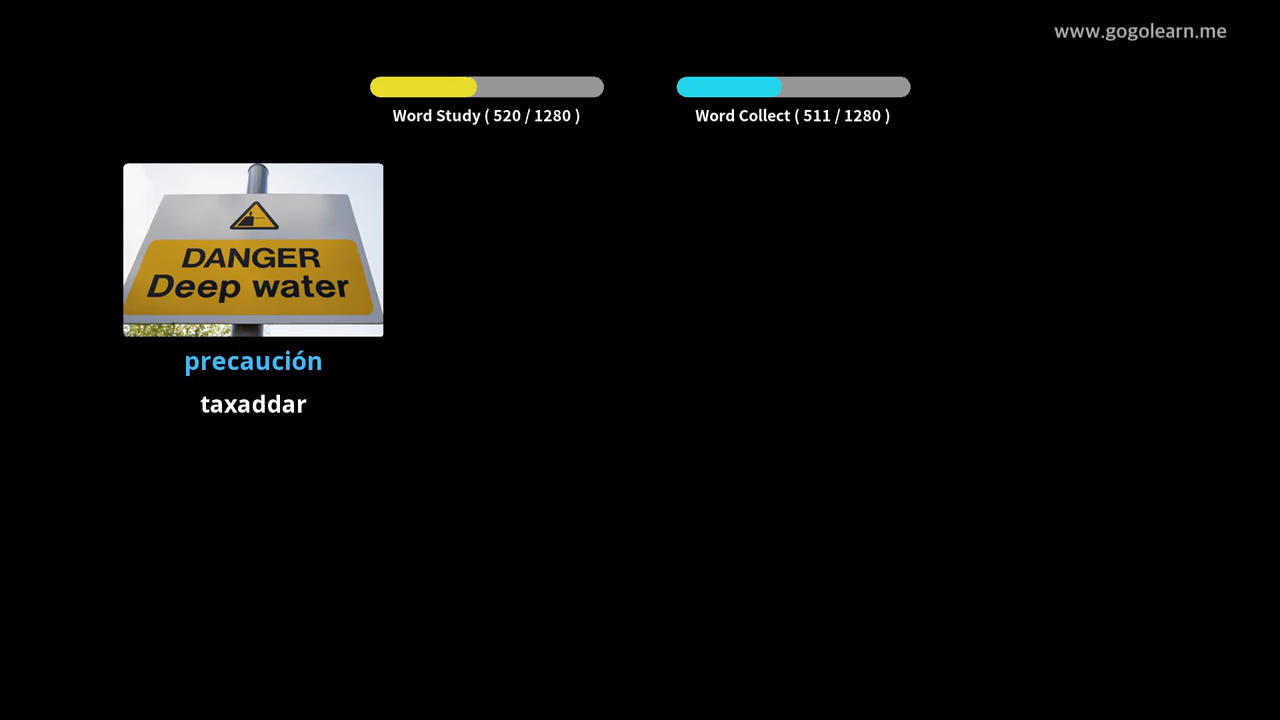 www.gogolearn.me
Word Study ( 520 / 1280 )
Word Collect ( 511 / 1280 )
DANGER
Deep water
precaución
taxaddar